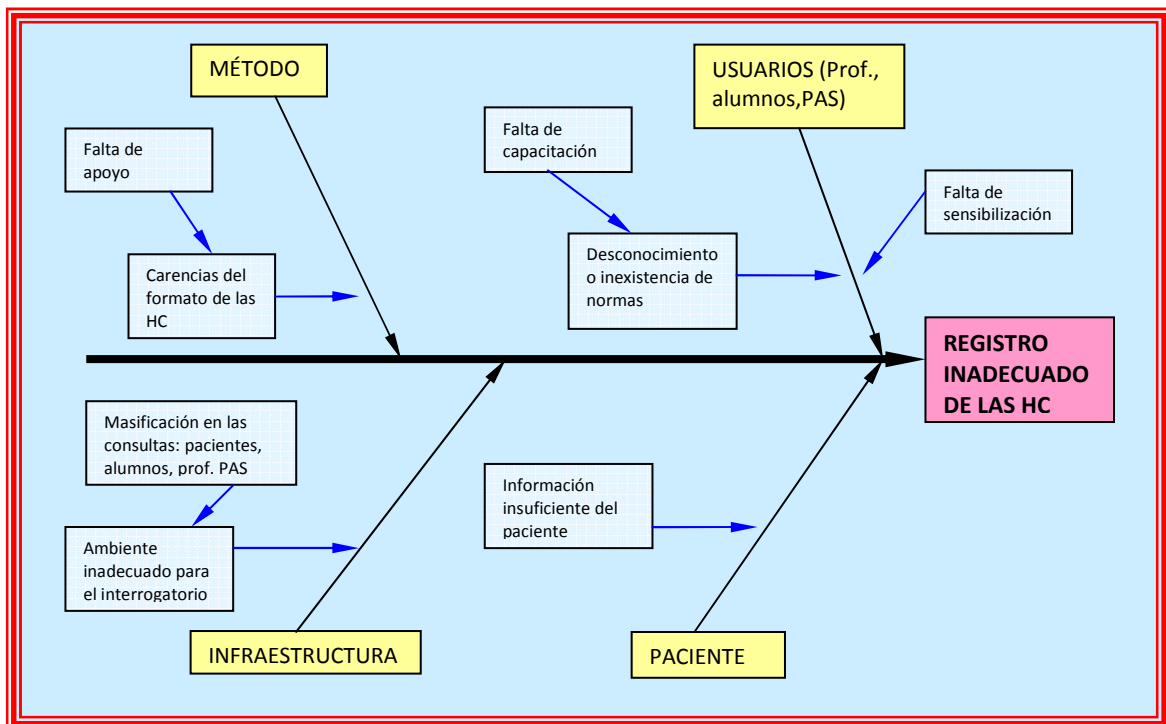 MÉTODO
USUARIOS (Prof.,
alumnos,PAS)
Falta de
apoyo
Falta de
capacitación
Falta de
sensibilización
Carencias del
formato de las
HC
Desconocimiento
o inexistencia de
normas
REGISTRO
INADECUADO
DE LAS HC
Masificación en las
consultas: pacientes,
alumnos, prof. PAS
Información
insuficiente del
paciente
Ambiente
inadecuado para
el interrogatorio
INFRAESTRUCTURA
PACIENTE